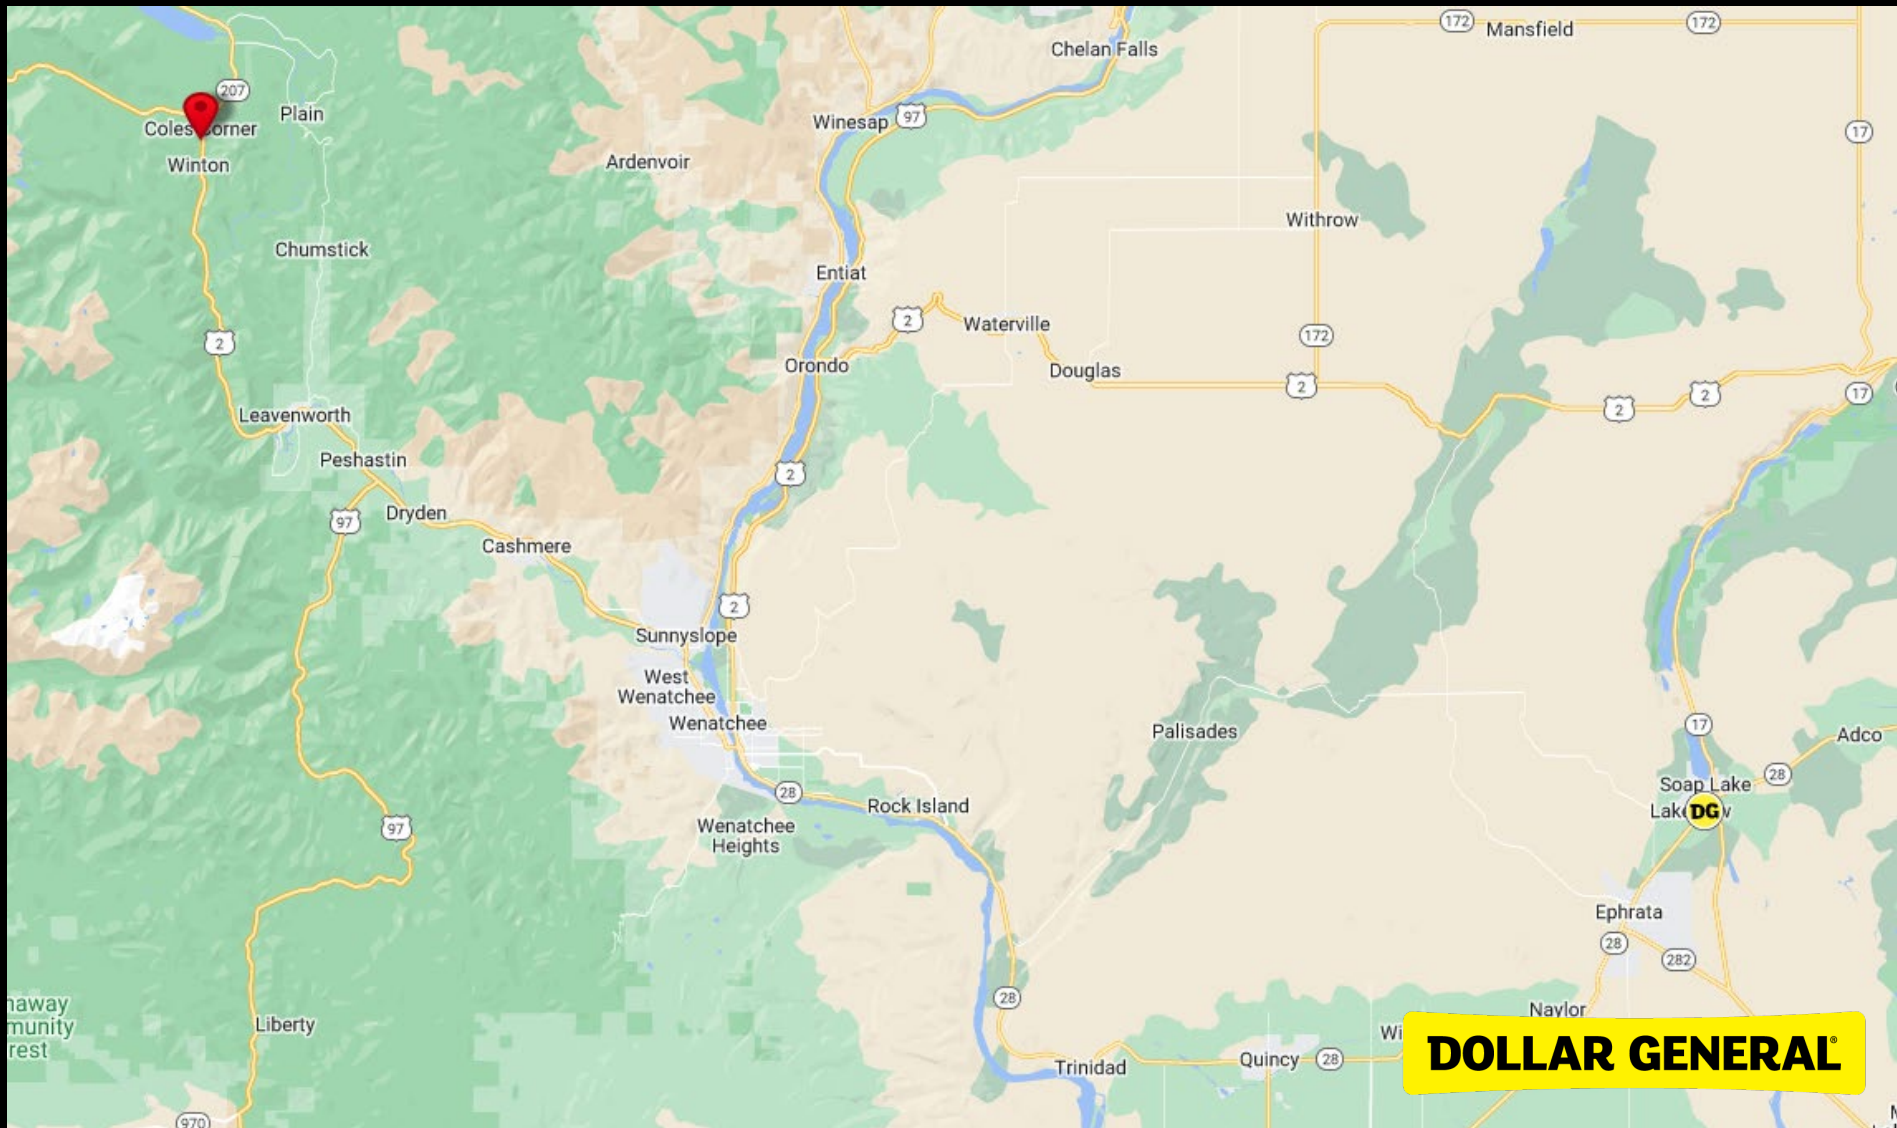 172
Mansfield
172
Chelan Falls
207
Plain
Coles Corner
Winton
Winesap
97
17
Ardenvoir
Withrow
Chumstick
Entiat
2
2
Waterville
172
Orondo
Douglas
2
2
2
17
Leavenworth
Peshastin
2
97
Dryden
Cashmere
2
Sunnyslope
West
Wenatchee
Wenatchee
Palisades
17
Adco
28
Soap Lake
DG
28
Rock Island
97
Wenatchee
Heights
Ephrata
28
282
28
Naylor
Liberty
Trinidad
Quincy
28
DOLLAR GENERAL®
970